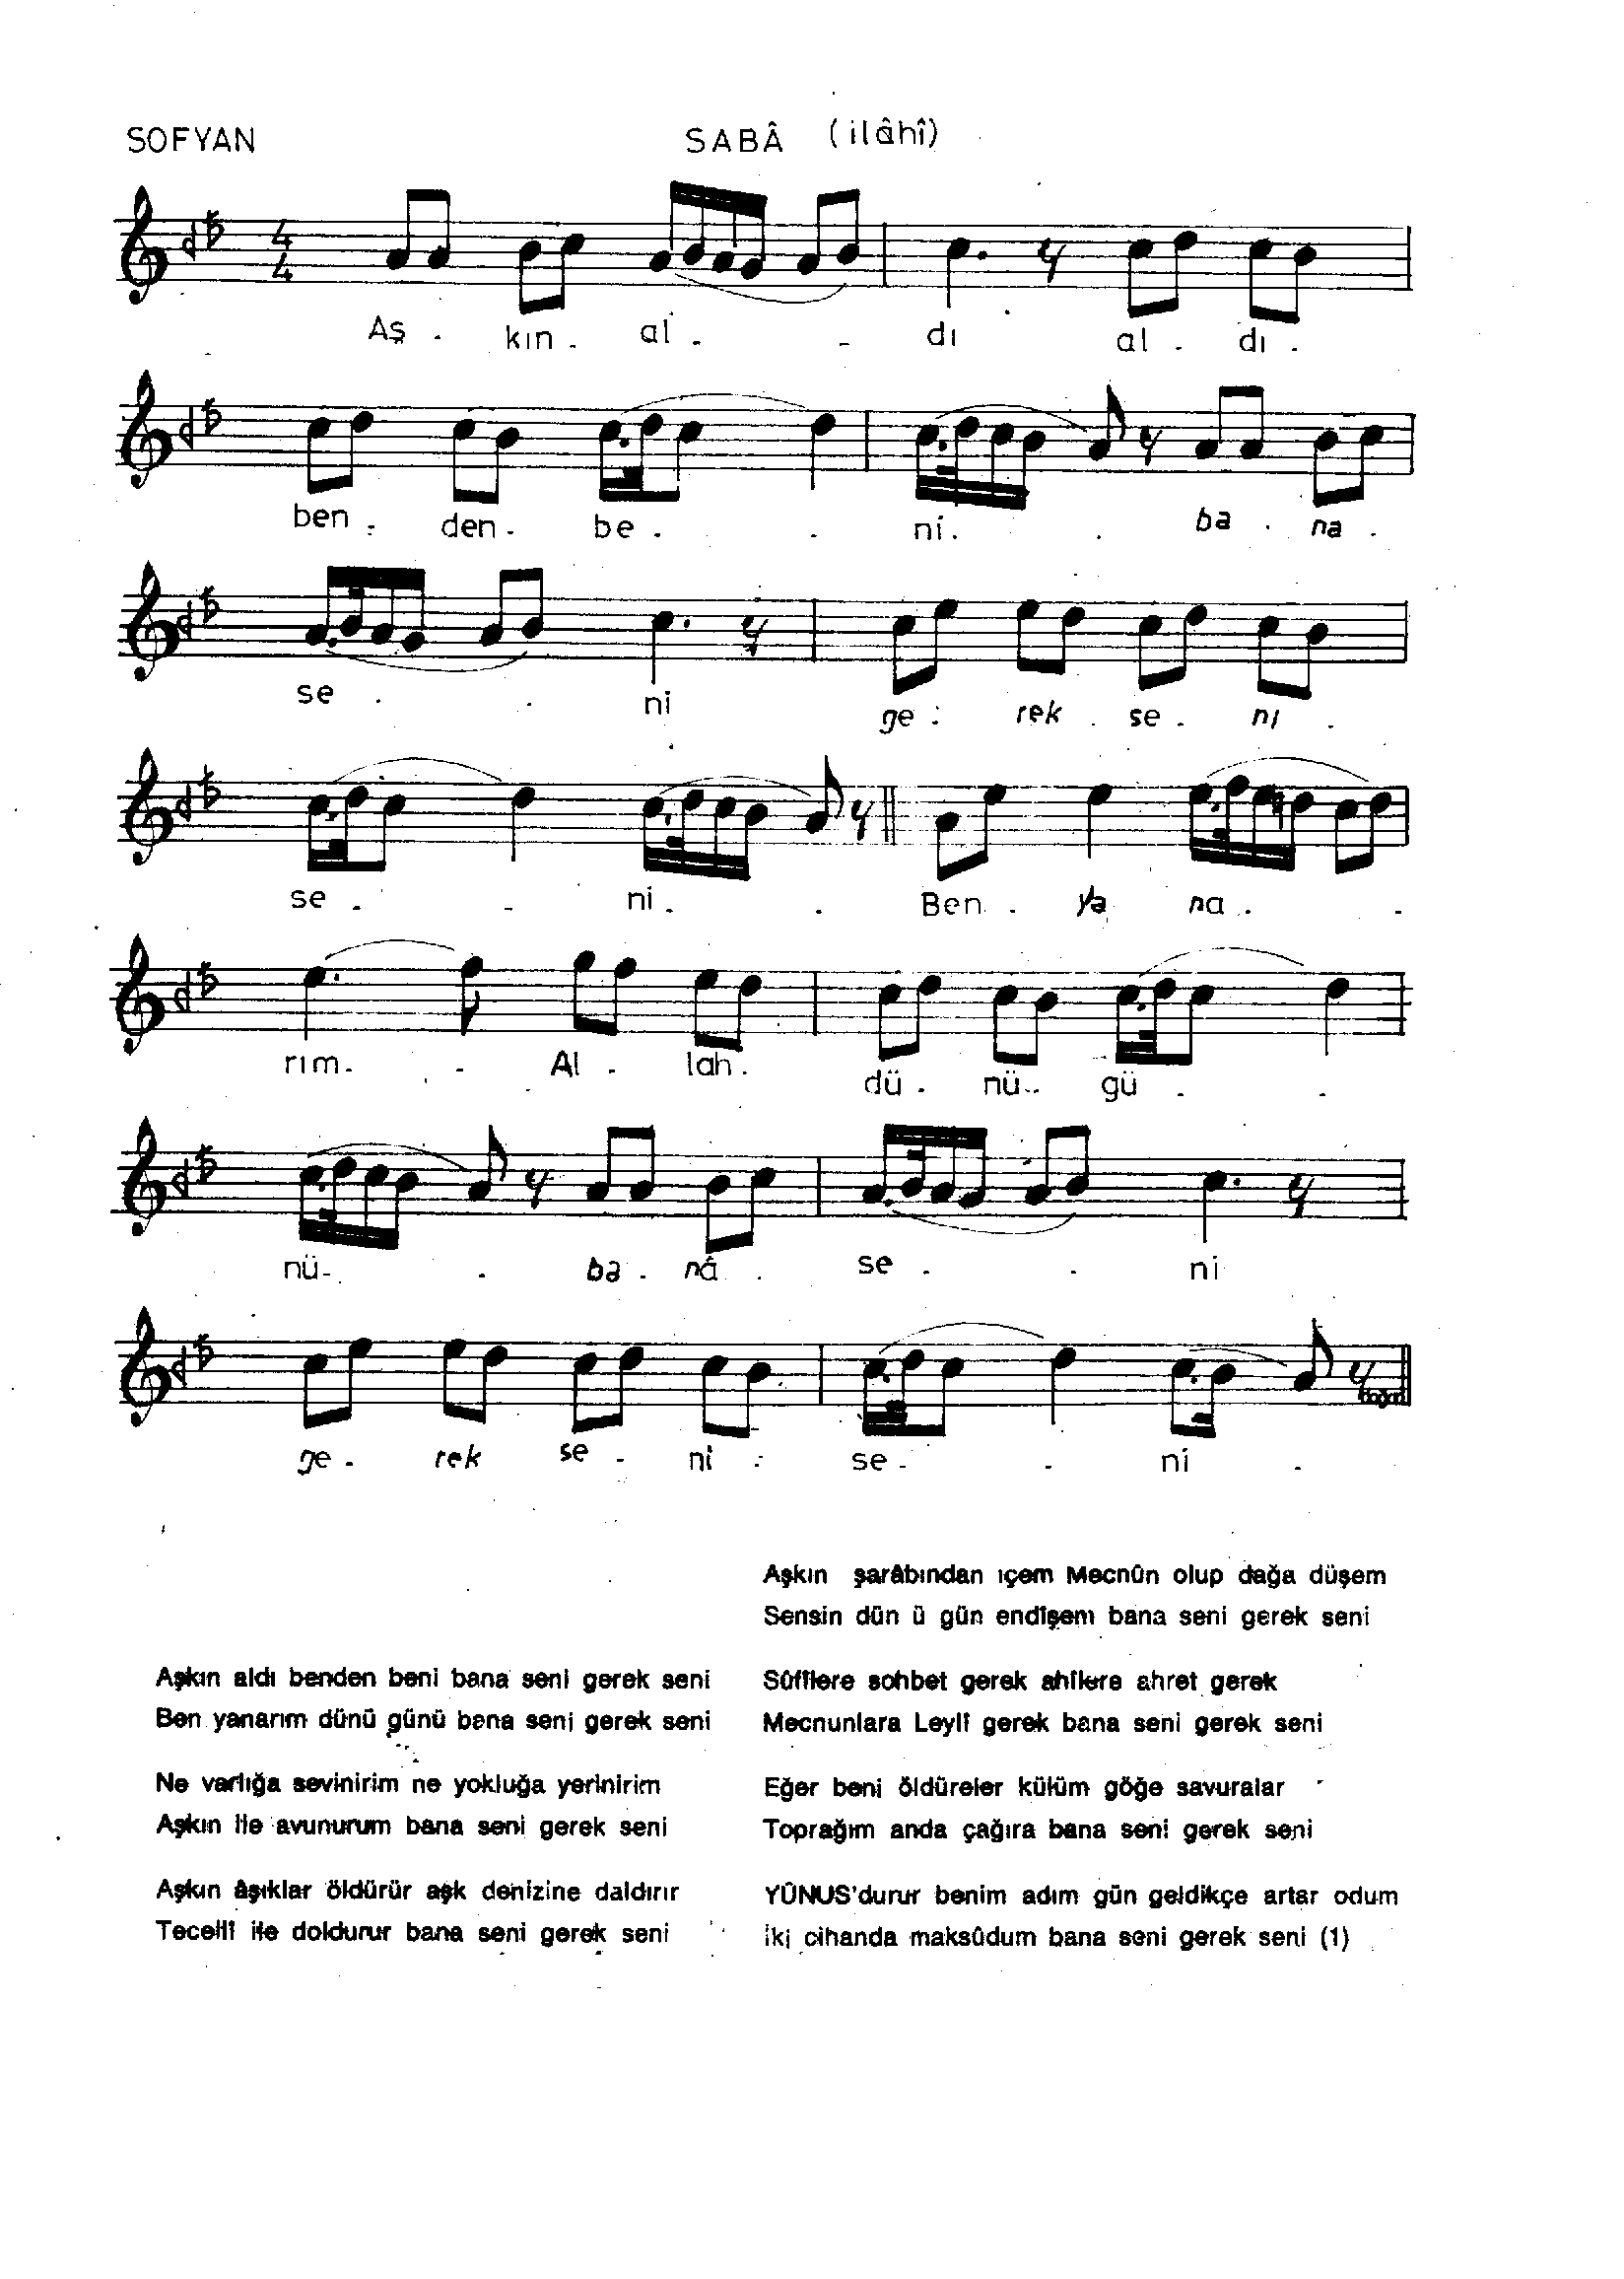 SOFYAN
SABÂ (ilâhî)
4
4
Aş . kın . al . - dı al . dı .
ben . den . be . . ni . . ba . na .
se . . ni ge . rek . se . nı .
se . - ni . . Ben . ya na . .
rım . . Al . lah . dü . nü . gü . .
nü . . ba . nâ . se . . ni
ge . rek se . ni . se . . ni .
Aşkın şarâbından ıçem Mecnûn olup dağa düşem
Sensin dün ü gün endîşem bana seni gerek seni
Aşkın aldı benden beni bana seni gerek seni
Ben yanarım dünü günü bana seni gerek seni
Ne varlığa sevinirim ne yokluğa yerinirim
Aşkın ile avunurum bana seni gerek seni
Aşkın âşıklar öldürür aşk denizine daldırır
Tecellî ile doldurur bana seni gerek seni
Sûfîlere sohbet gerek ahîlere ahret gerek
Mecnunlara Leylî gerek bana seni gerek seni
Eğer beni öldüreler külüm göğe savuralar
Toprağım anda çağıra bana seni gerek seni
YÛNUS'durur benim adım gün geldikçe artar odum
İki cihanda maksûdum bana seni gerek seni (1)